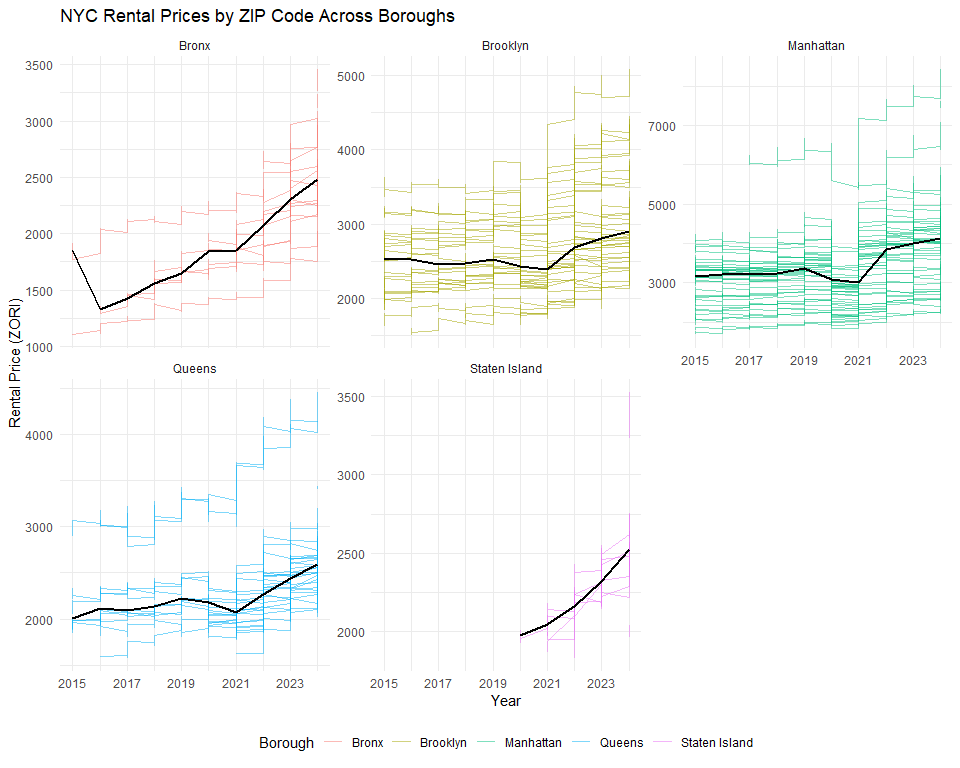 NYC Rental Prices by ZIP Code Across Boroughs
Bronx
Brooklyn
Manhattan
3500
3000
2500
2000
1500
1000
5000
4000
3000
2000
7000
5000
3000
2015 2017 2019 2021 2023
Queens
Staten Island
4000
3000
2000
3500
3000
2500
2000
2015 2017 2019 2021 2023
2015 2017 2019 2021 2023
Rental Price (ZORI)
Year
Borough Bronx Brooklyn Manhattan Queens Staten Island